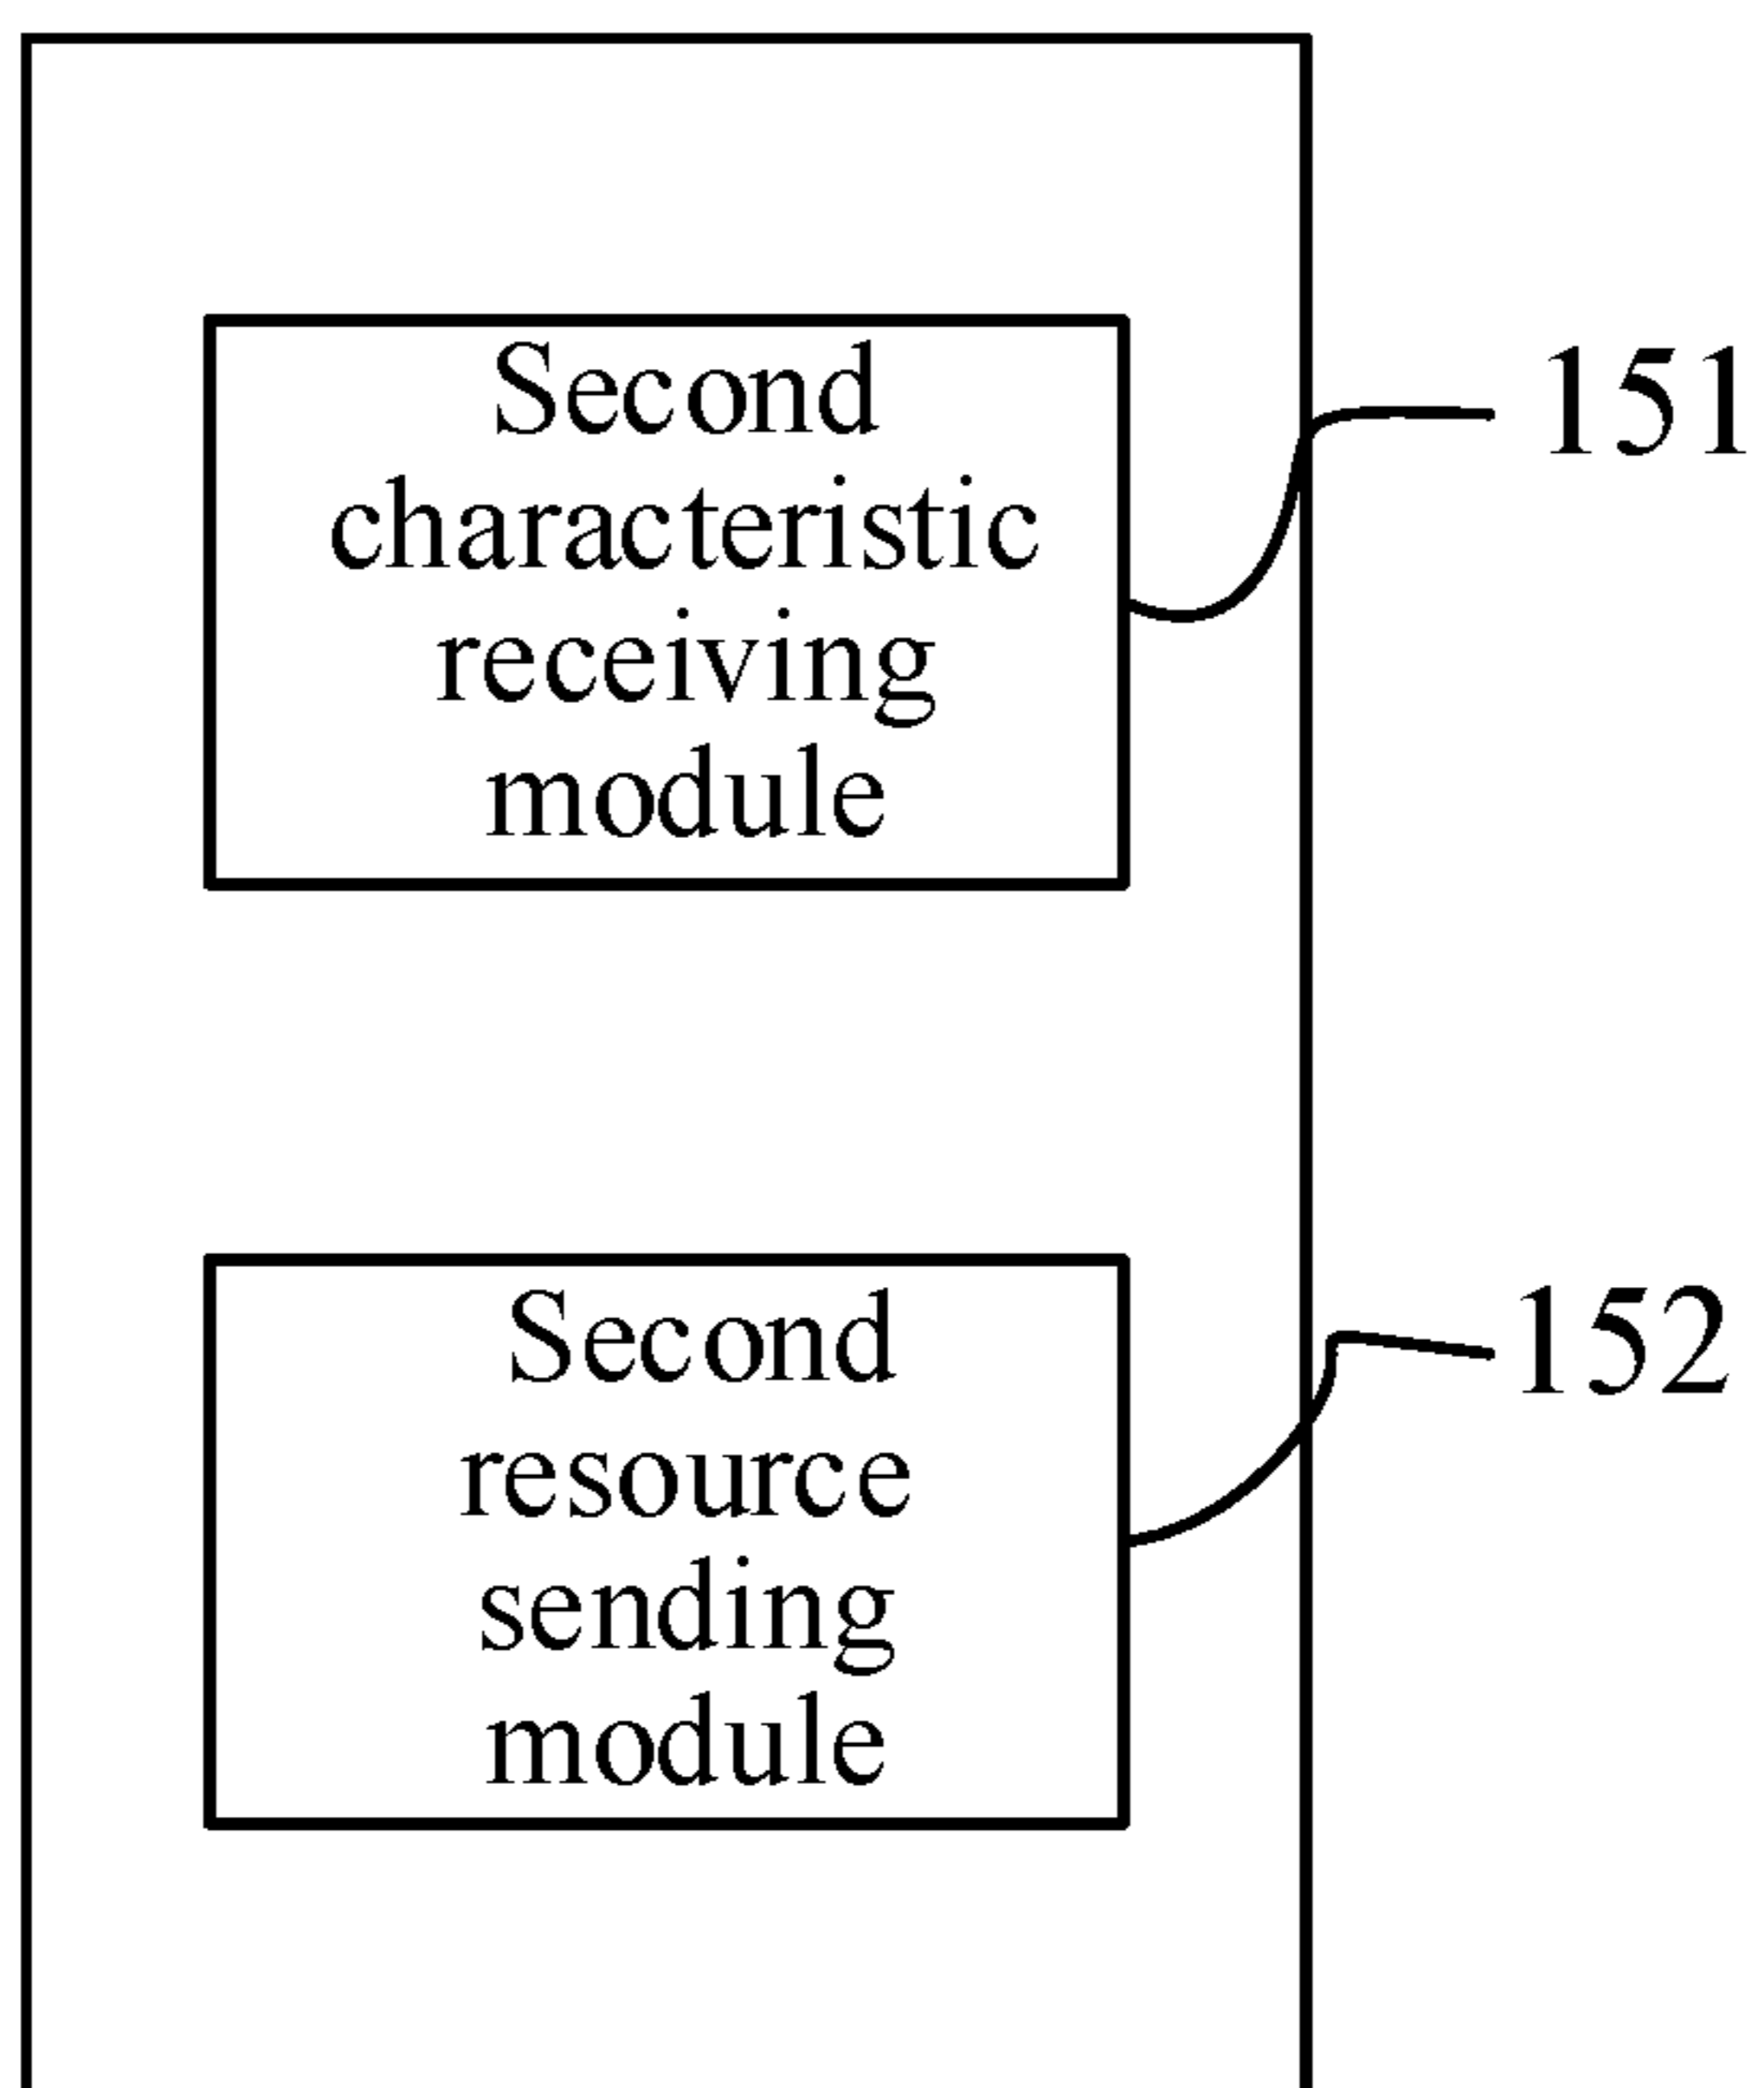 Second
characteristic
receiving
module
151
Second
resource
sending
module
152